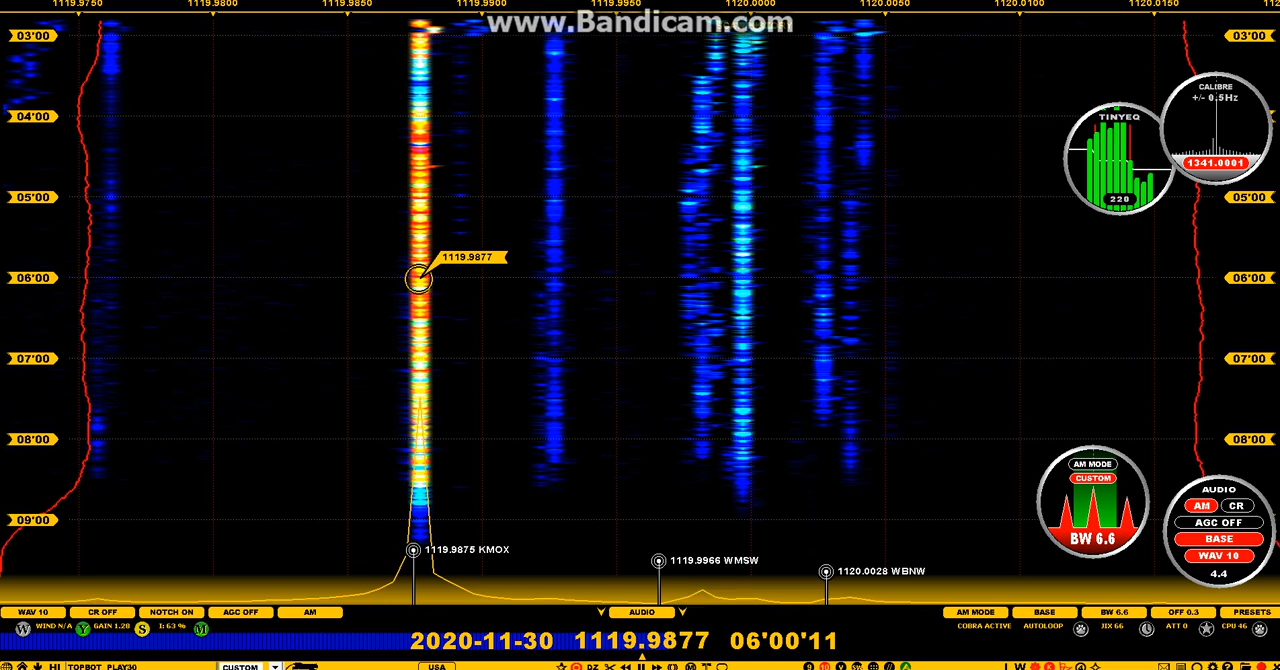 1119.9750 1119.9800 1119.9850 1119.9900 1119.9950 1120.0000 1120.0050 1120.0100 1120.0150
www.Bandicam.com
03'00 03'00
CALIBRE
+/- 0.5Hz
04'00
TINYEQ
1341.0001
05'00 05'00
220
1119.9877
06'00 06'00
07'00 07'00
08'00 08'00
AM MODE
CUSTOM
AUDIO
AM CR
09'00
AGC OFF
BW 6.6
BASE
1119.9875 KMOX
WAV 10
1119.9966 WMSW
1120.0028 WBNW
4.4
WAV 10 CR OFF NOTCH ON AGC OFF AM AUDIO AM MODE BASE BW 6.6 OFF 0.3 PRESETS
W WIND N/A Y GAIN 1.28 S I: 63 % M COBRA ACTIVE AUTOLOOP JIX 66 ATT 0 CPU 46
2020-11-30 1119.9877 06'00'11
HI TOPBOT PLAY30 CUSTOM USA DZ